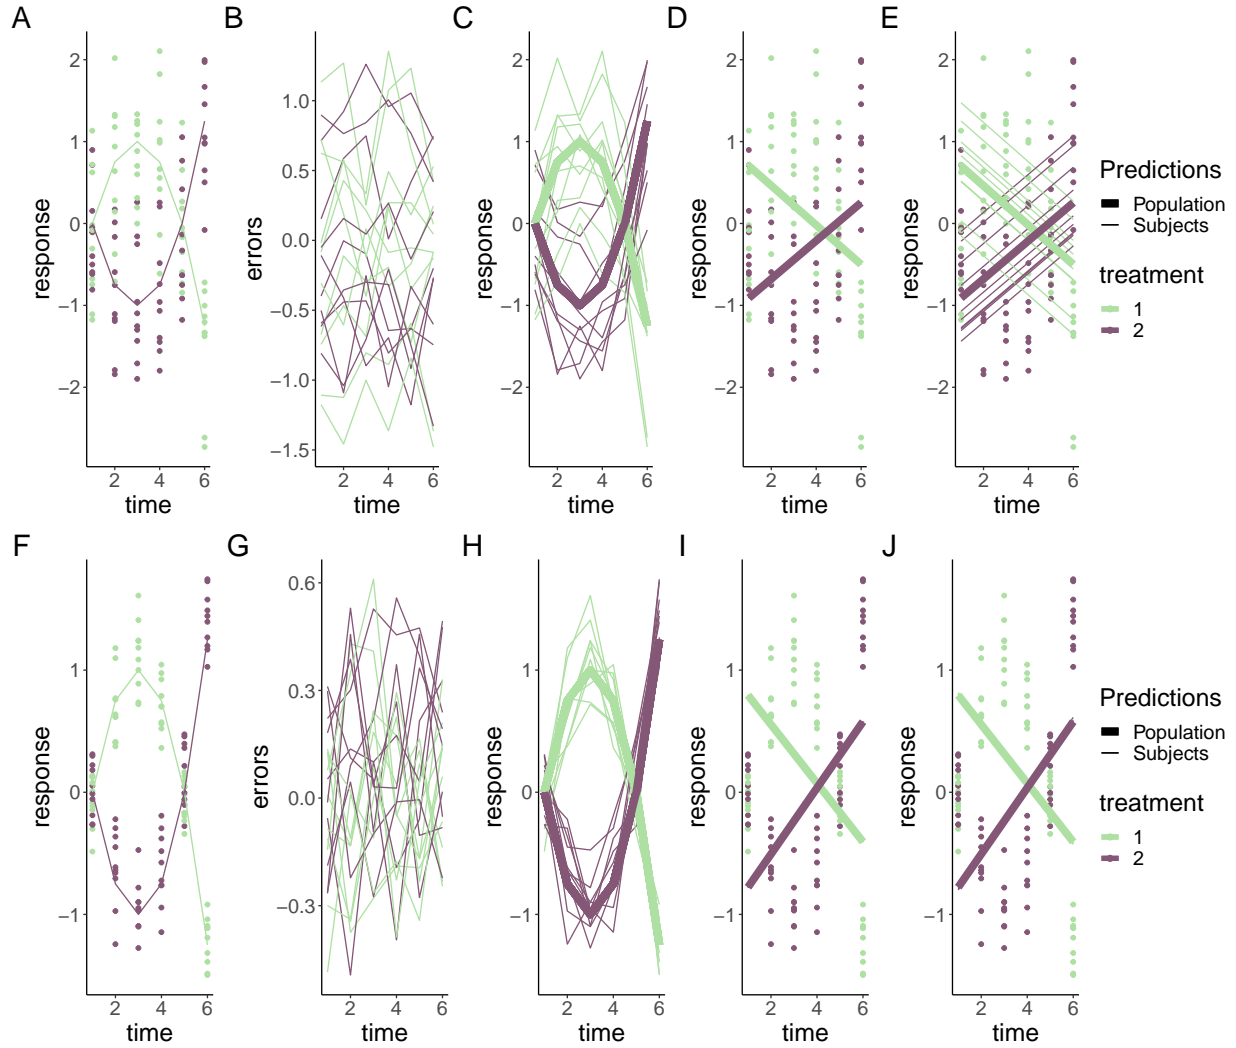 A B C D E
2
1
0
−1
−2
response
2 4 6
time
1.0
0.5
0.0
−0.5
−1.0
−1.5
errors
2 4 6
time
2
1
0
−1
−2
response
2 4 6
time
2
1
0
−1
−2
response
2 4 6
time
2
1
0
−1
−2
response
2 4 6
time
Predictions
Population
Subjects
treatment
1
2
F G H I J
1
0
−1
response
2 4 6
time
0.6
0.3
0.0
−0.3
errors
2 4 6
time
1
0
−1
response
2 4 6
time
1
0
−1
response
2 4 6
time
1
0
−1
response
2 4 6
time
Predictions
Population
Subjects
treatment
1
2